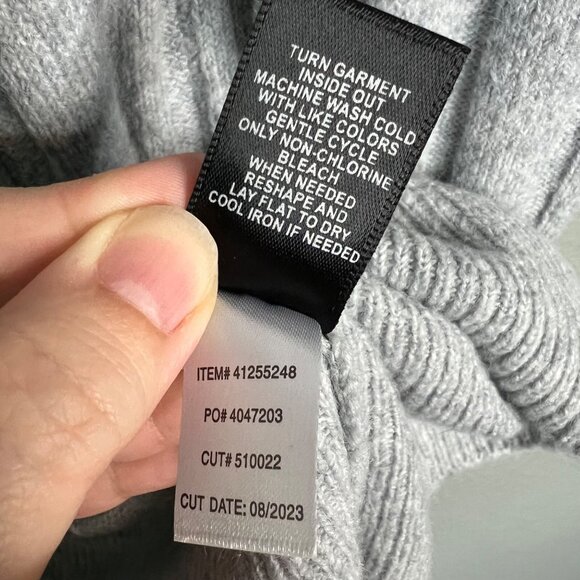 TURN GARMENT
INSIDE OUT
MACHINE WASH COLD
WITH LIKE COLORS
GENTLE CYCLE
ONLY NON-CHLORINE
BLEACH
WHEN NEEDED
RESHAPE AND
LAY FLAT TO DRY
COOL IRON IF NEEDED
ITEM# 41255248
PO# 4047203
CUT# 510022
CUT DATE: 08/2023